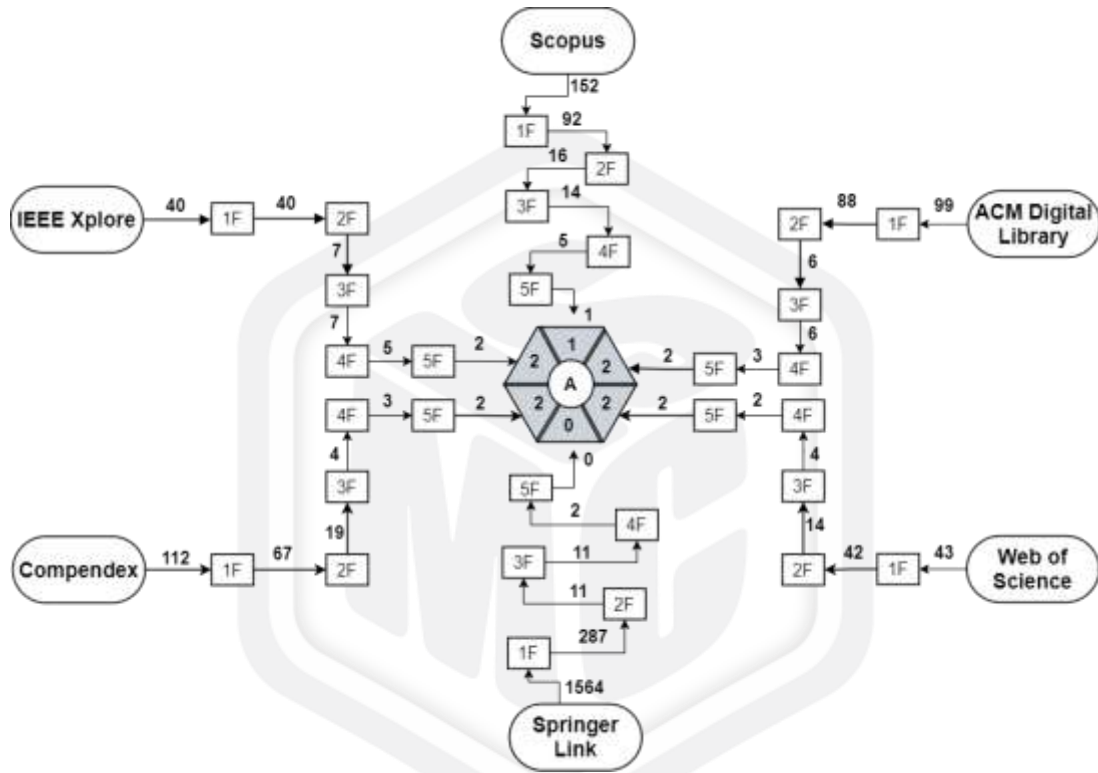 Scopus
152
1F
92
2F
16
3F
14
4F
5
5F
1
IEEE Xplore
40
1F
40
2F
7
3F
7
4F
5
5F
2
ACM Digital
Library
99
1F
88
2F
6
3F
6
4F
3
5F
2
1
2
2
A
2
2
0
Compendex
112
1F
67
2F
19
3F
4
4F
3
5F
2
Web of
Science
43
1F
42
2F
14
3F
4
4F
2
5F
2
0
5F
2
4F
11
3F
11
2F
287
1F
1564
Springer
Link